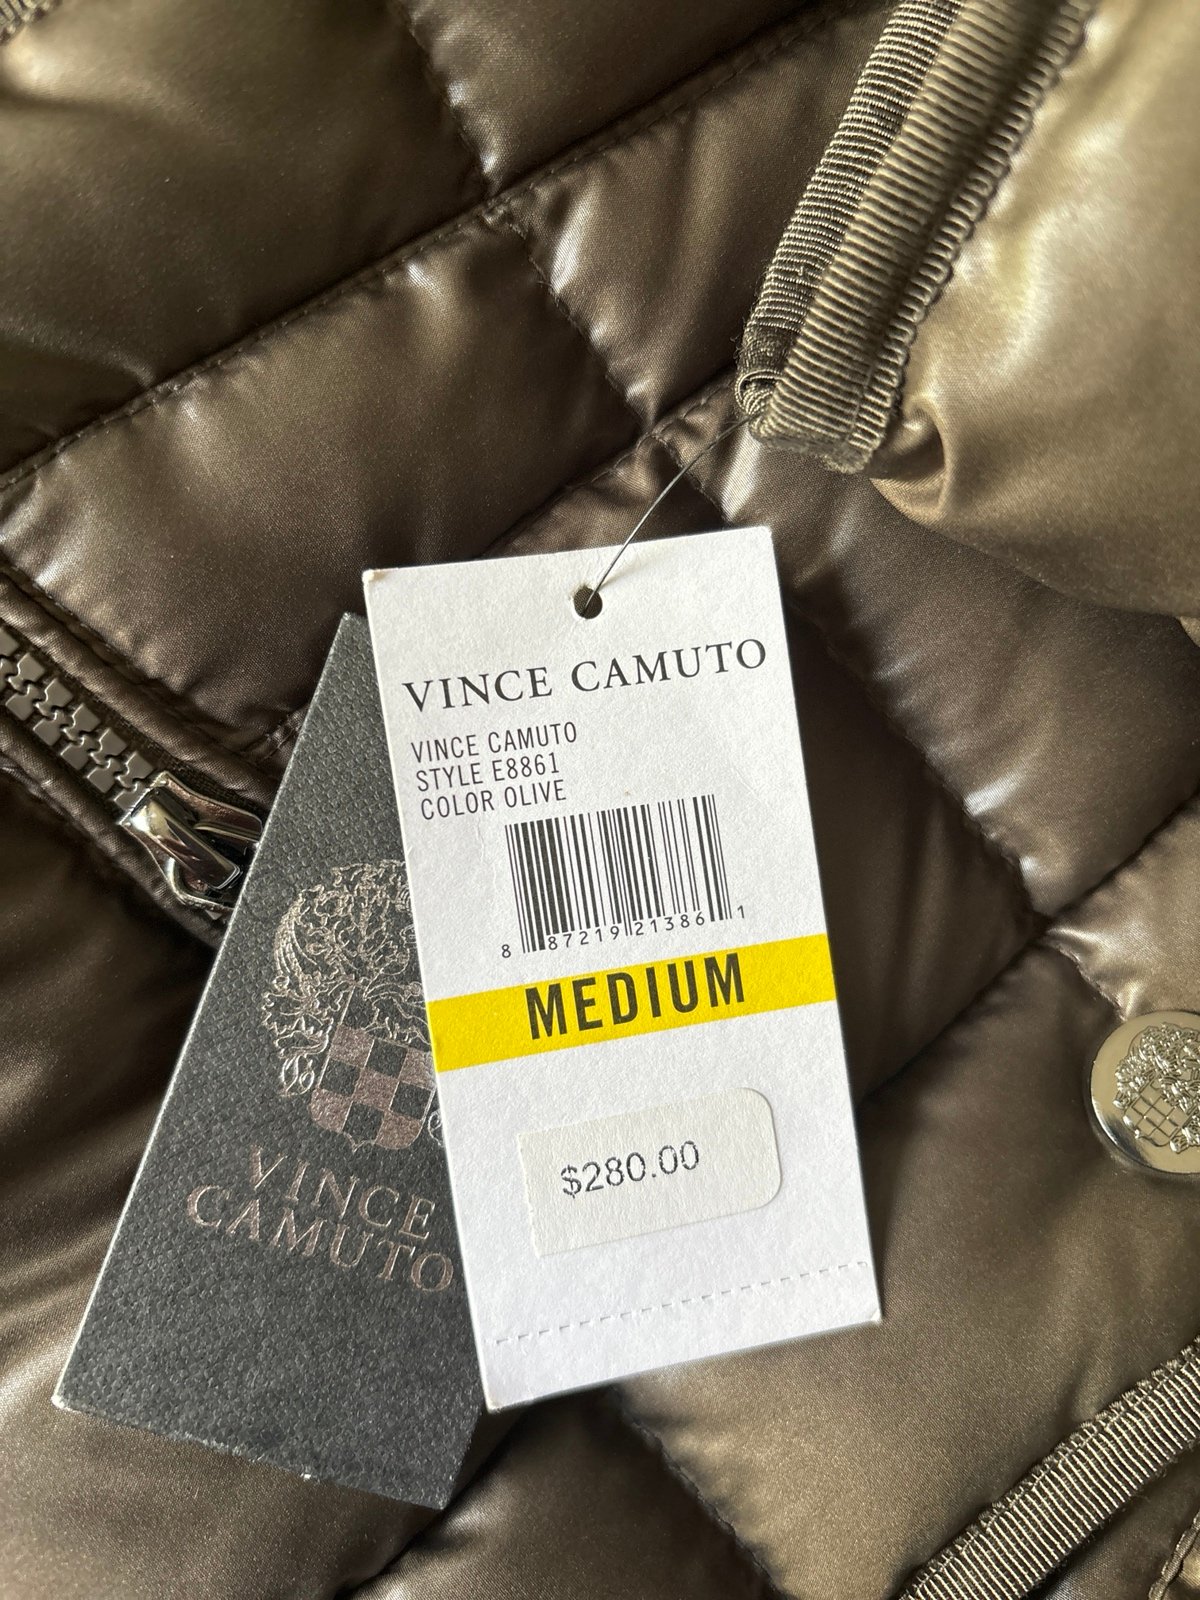 VINCE CAMUTO
VINCE CAMUTO
STYLE E8861
COLOR OLIVE
8 87219 21386 1
MEDIUM
$280.00
VINCE
CAMUTO